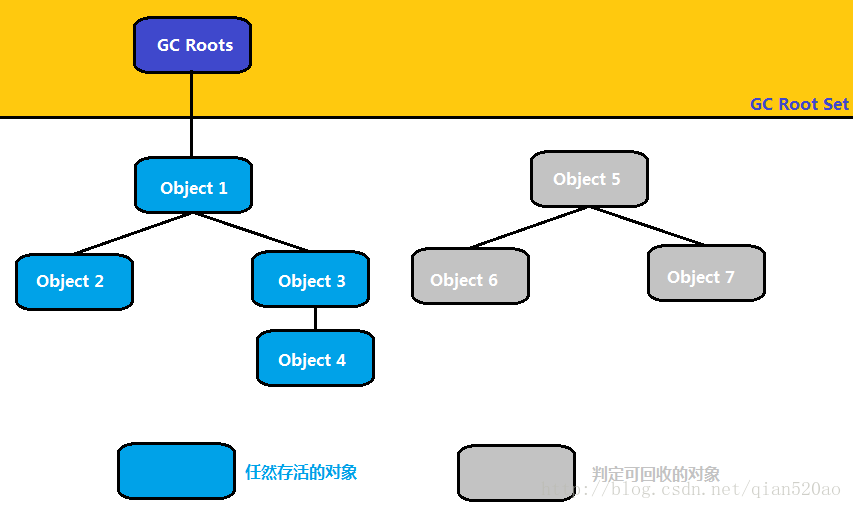 GC Roots
GC Root Set
Object 1
Object 5
Object 2
Object 3
Object 6
Object 7
Object 4
任然存活的对象
判定可回收的对象
http://blog.csdn.net/qian520ao